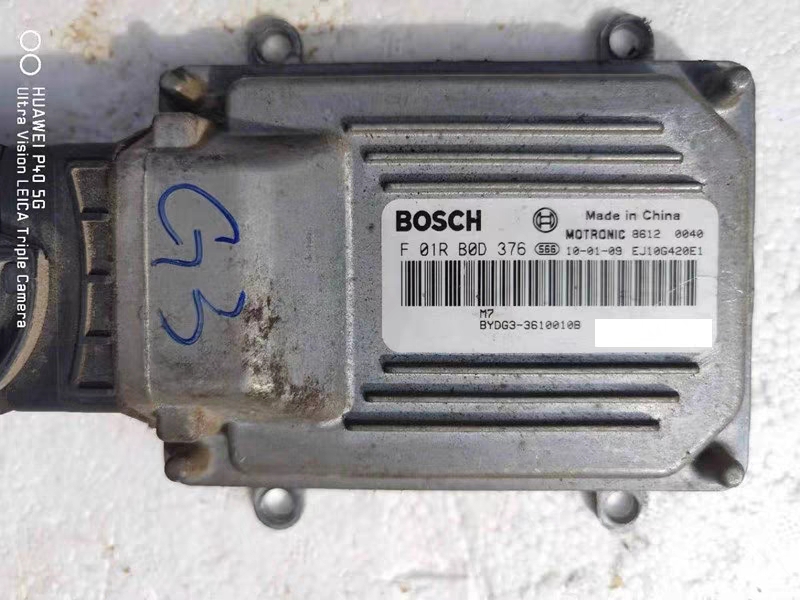 HUAWEI P40 5G
Ultra Vision LEICA Triple Camera
G3
BOSCH
Made in China
MOTRONIC 8612 0040
F 01R B0D 376 566 10-01-09 EJ10G420E1
M7
BYDG3-3610010B